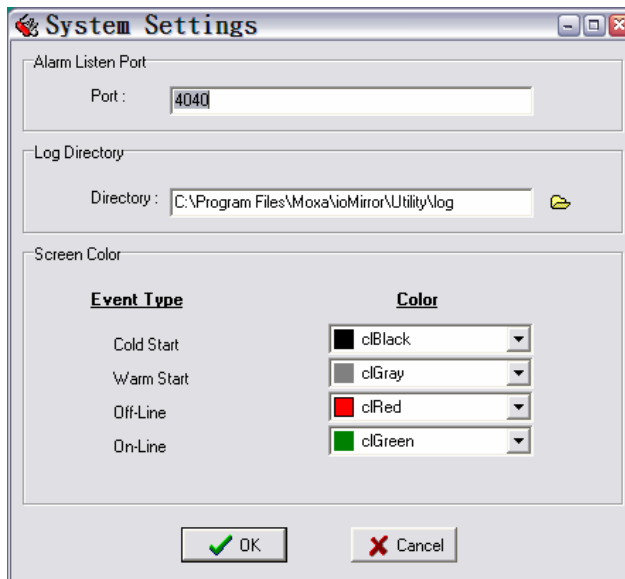 System Settings
Alarm Listen Port
Port :
4040
Log Directory
Directory :
C:\Program Files\Moxa\ioMirror\Utility\log
Screen Color
Event Type
Color
Cold Start
clBlack
Warm Start
clGray
Off-Line
clRed
On-Line
clGreen
OK
Cancel